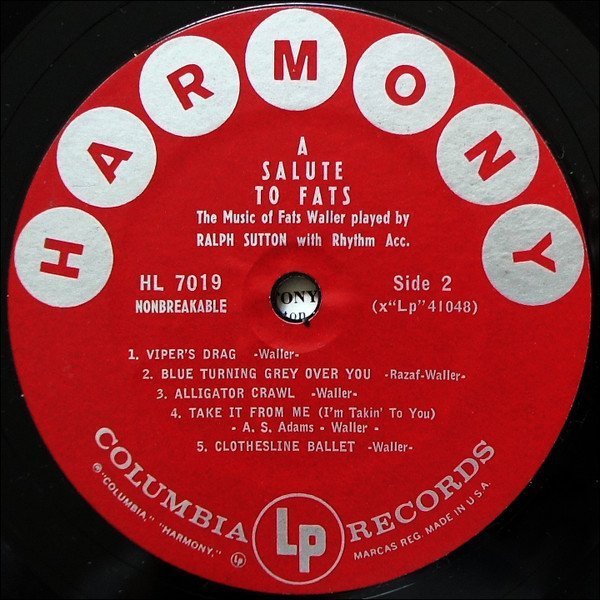 HARMONY
A
SALUTE
TO FATS
The Music of Fats Waller played by
RALPH SUTTON with Rhythm Acc.
HL 7019
NONBREAKABLE
Side 2
(x"Lp"41048)
ONY
ton
1. VIPER'S DRAG -Waller-
2. BLUE TURNING GREY OVER YOU -Razaf-Waller-
3. ALLIGATOR CRAWL -Waller-
4. TAKE IT FROM ME (I'm Takin' To You)
- A. S. Adams - Waller -
5. CLOTHESLINE BALLET -Waller-
COLUMBIA Lp RECORDS
® "COLUMBIA," "HARMONY," Lp
MARCAS REG. MADE IN U.S.A.